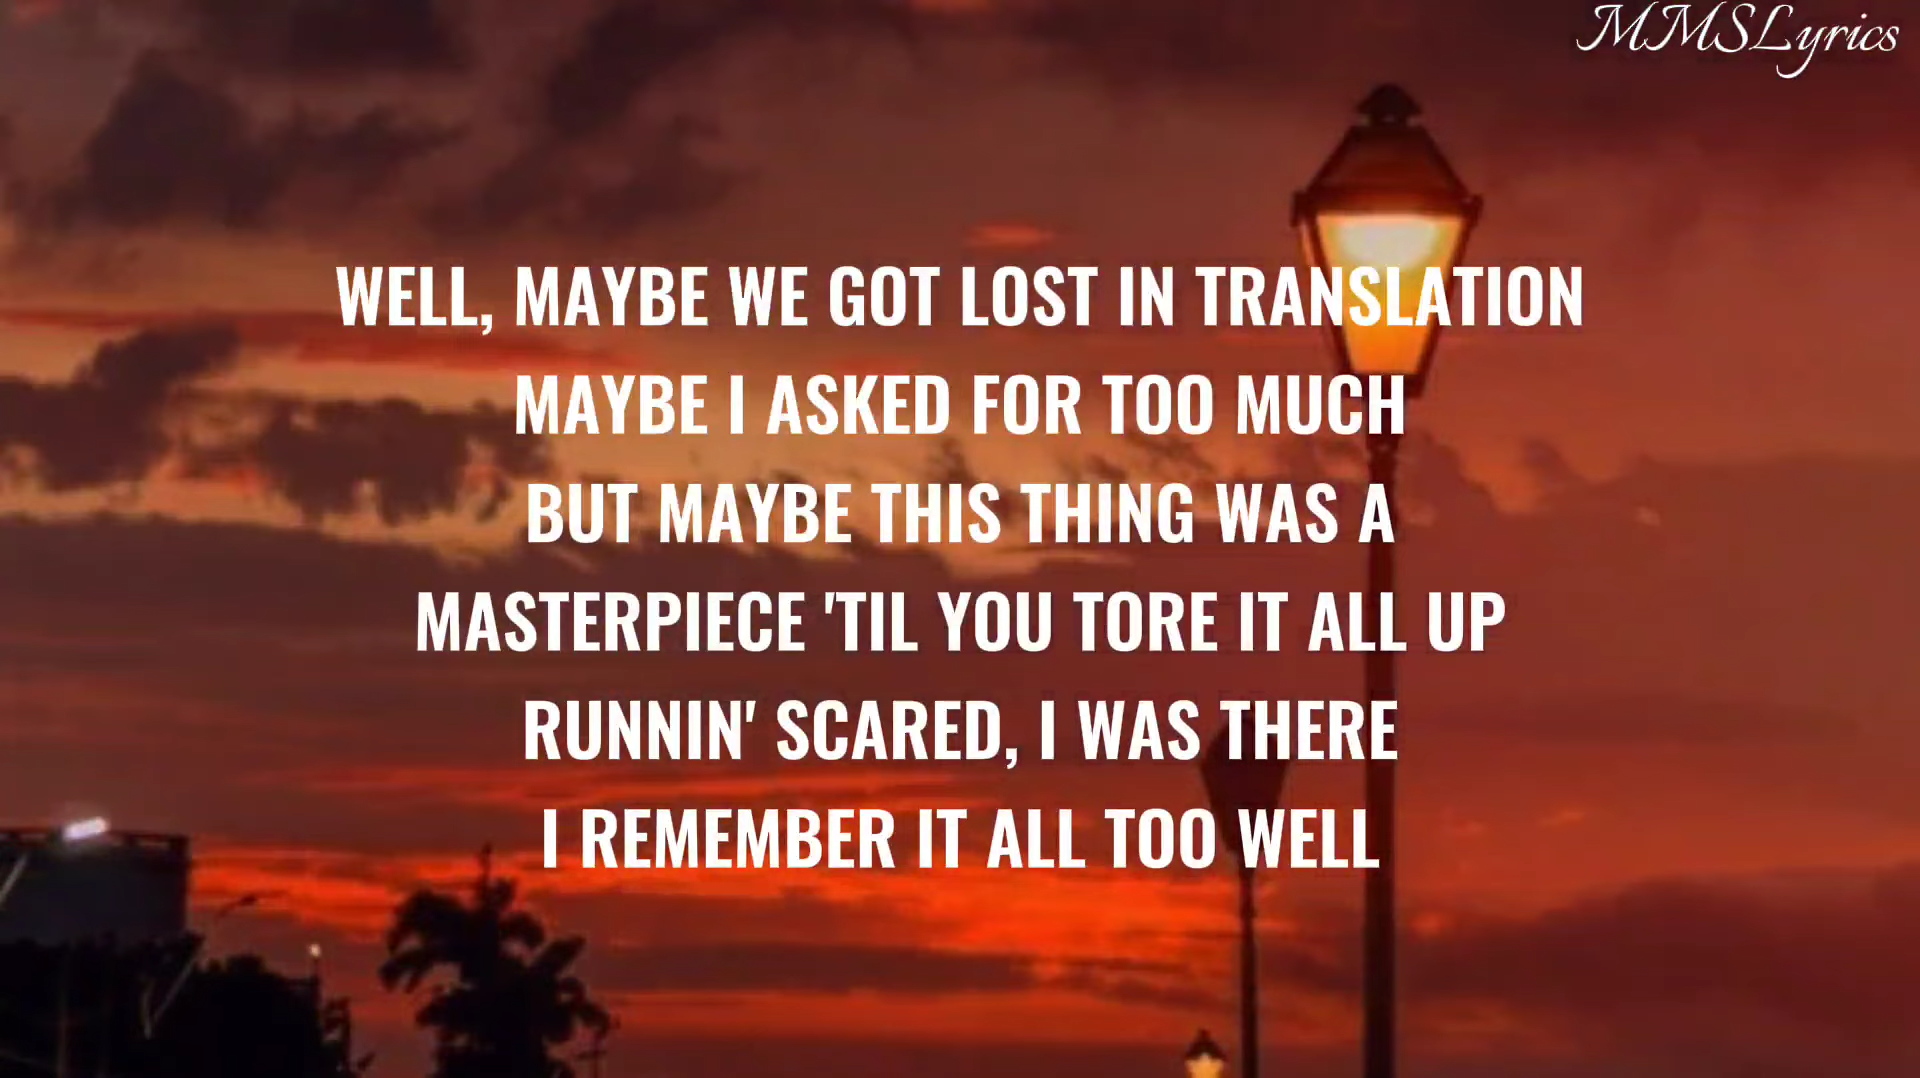 MMSLyrics
WELL, MAYBE WE GOT LOST IN TRANSLATION
MAYBE I ASKED FOR TOO MUCH
BUT MAYBE THIS THING WAS A
MASTERPIECE 'TIL YOU TORE IT ALL UP
RUNNIN' SCARED, I WAS THERE
I REMEMBER IT ALL TOO WELL